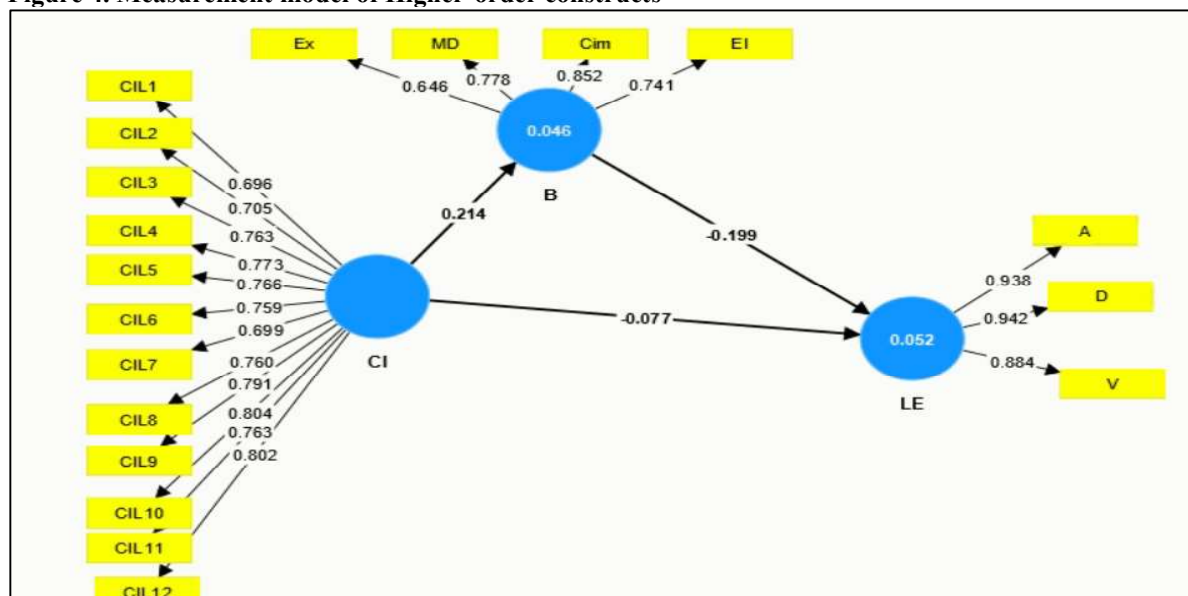 Figure 4. Measurement model of Higher-order constructs
Ex
MD
Cim
EI
0.646
0.778
0.852
0.741
0.046
B
CIL1
CIL2
CIL3
CIL4
CIL5
CIL6
CIL7
CIL8
CIL9
CIL10
CIL11
CIL12
0.696
0.705
0.763
0.773
0.766
0.759
0.699
0.760
0.791
0.804
0.763
0.802
CI
0.214
-0.199
-0.077
0.052
LE
0.938
0.942
0.884
A
D
V